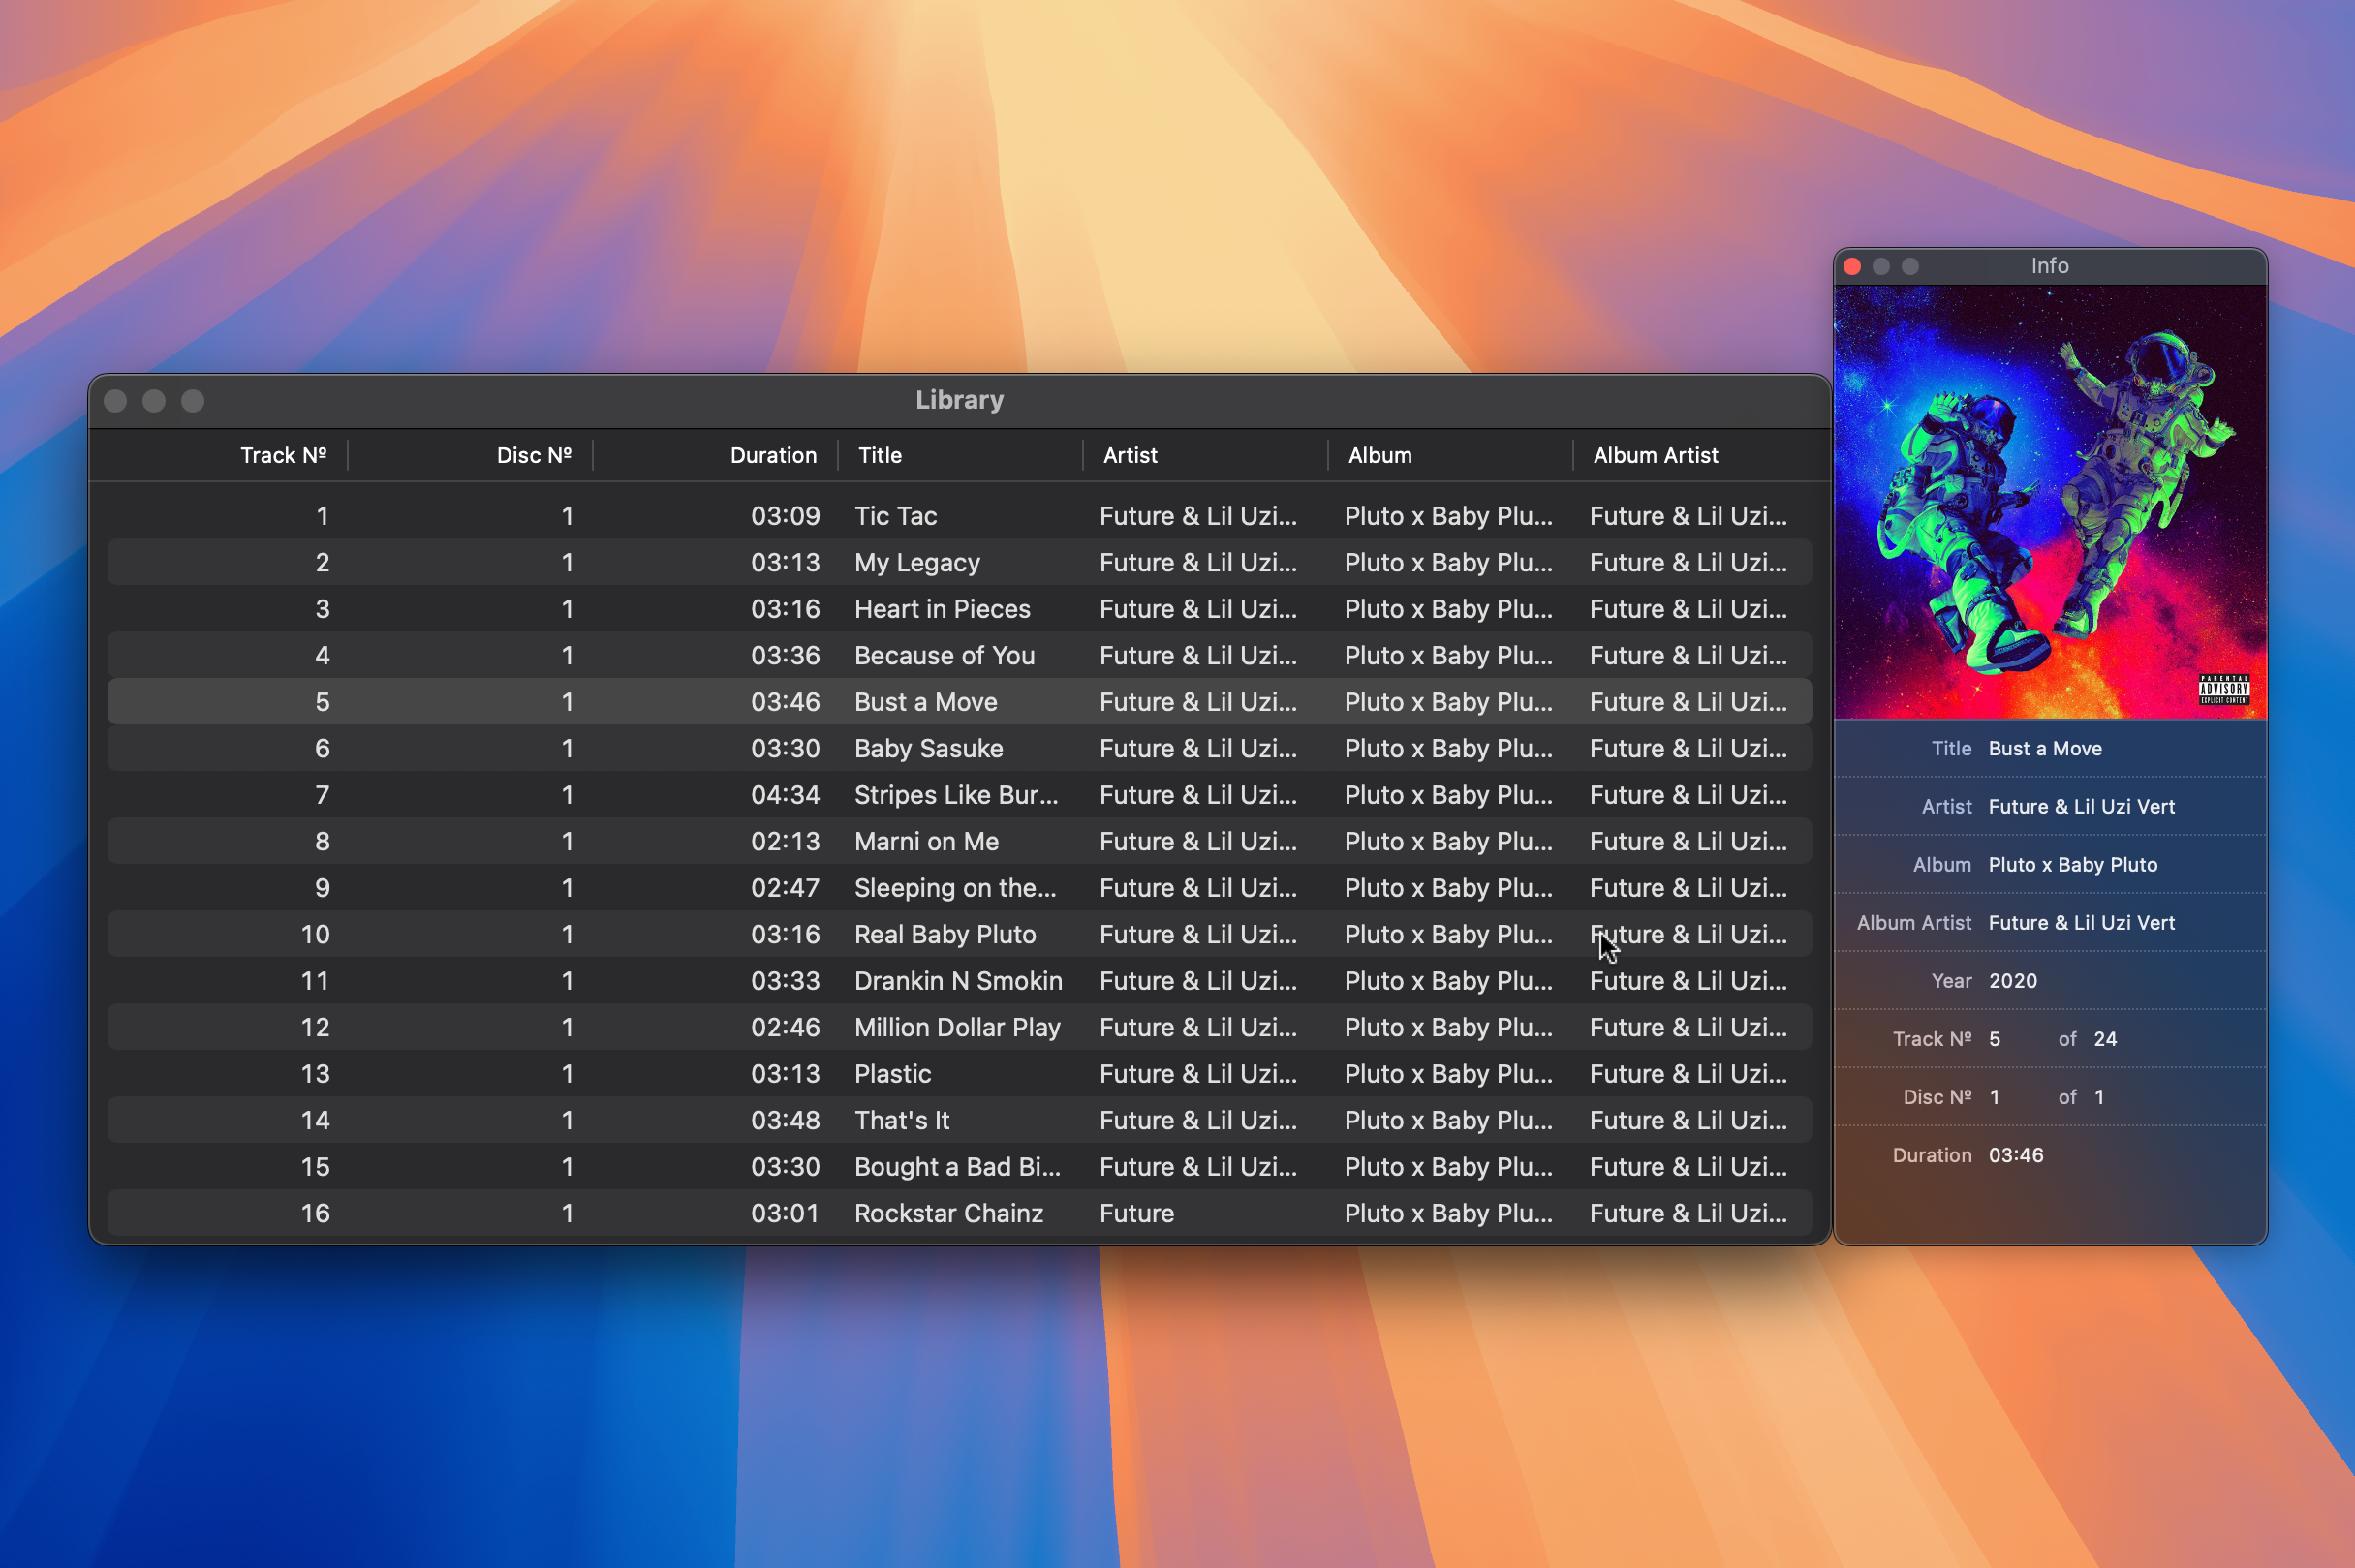 Info
Library
Track Nº Disc Nº Duration Title Artist Album Album Artist
1 1 03:09 Tic Tac Future & Lil Uzi... Pluto x Baby Plu... Future & Lil Uzi...
2 1 03:13 My Legacy Future & Lil Uzi... Pluto x Baby Plu... Future & Lil Uzi...
3 1 03:16 Heart in Pieces Future & Lil Uzi... Pluto x Baby Plu... Future & Lil Uzi...
4 1 03:36 Because of You Future & Lil Uzi... Pluto x Baby Plu... Future & Lil Uzi...
5 1 03:46 Bust a Move Future & Lil Uzi... Pluto x Baby Plu... Future & Lil Uzi...
6 1 03:30 Baby Sasuke Future & Lil Uzi... Pluto x Baby Plu... Future & Lil Uzi...
7 1 04:34 Stripes Like Bur... Future & Lil Uzi... Pluto x Baby Plu... Future & Lil Uzi...
8 1 02:13 Marni on Me Future & Lil Uzi... Pluto x Baby Plu... Future & Lil Uzi...
9 1 02:47 Sleeping on the... Future & Lil Uzi... Pluto x Baby Plu... Future & Lil Uzi...
10 1 03:16 Real Baby Pluto Future & Lil Uzi... Pluto x Baby Plu... Future & Lil Uzi...
11 1 03:33 Drankin N Smokin Future & Lil Uzi... Pluto x Baby Plu... Future & Lil Uzi...
12 1 02:46 Million Dollar Play Future & Lil Uzi... Pluto x Baby Plu... Future & Lil Uzi...
13 1 03:13 Plastic Future & Lil Uzi... Pluto x Baby Plu... Future & Lil Uzi...
14 1 03:48 That's It Future & Lil Uzi... Pluto x Baby Plu... Future & Lil Uzi...
15 1 03:30 Bought a Bad Bi... Future & Lil Uzi... Pluto x Baby Plu... Future & Lil Uzi...
16 1 03:01 Rockstar Chainz Future Pluto x Baby Plu... Future & Lil Uzi...
PARENTAL
ADVISORY
EXPLICIT CONTENT
Title Bust a Move
Artist Future & Lil Uzi Vert
Album Pluto x Baby Pluto
Album Artist Future & Lil Uzi Vert
Year 2020
Track Nº 5 of 24
Disc Nº 1 of 1
Duration 03:46